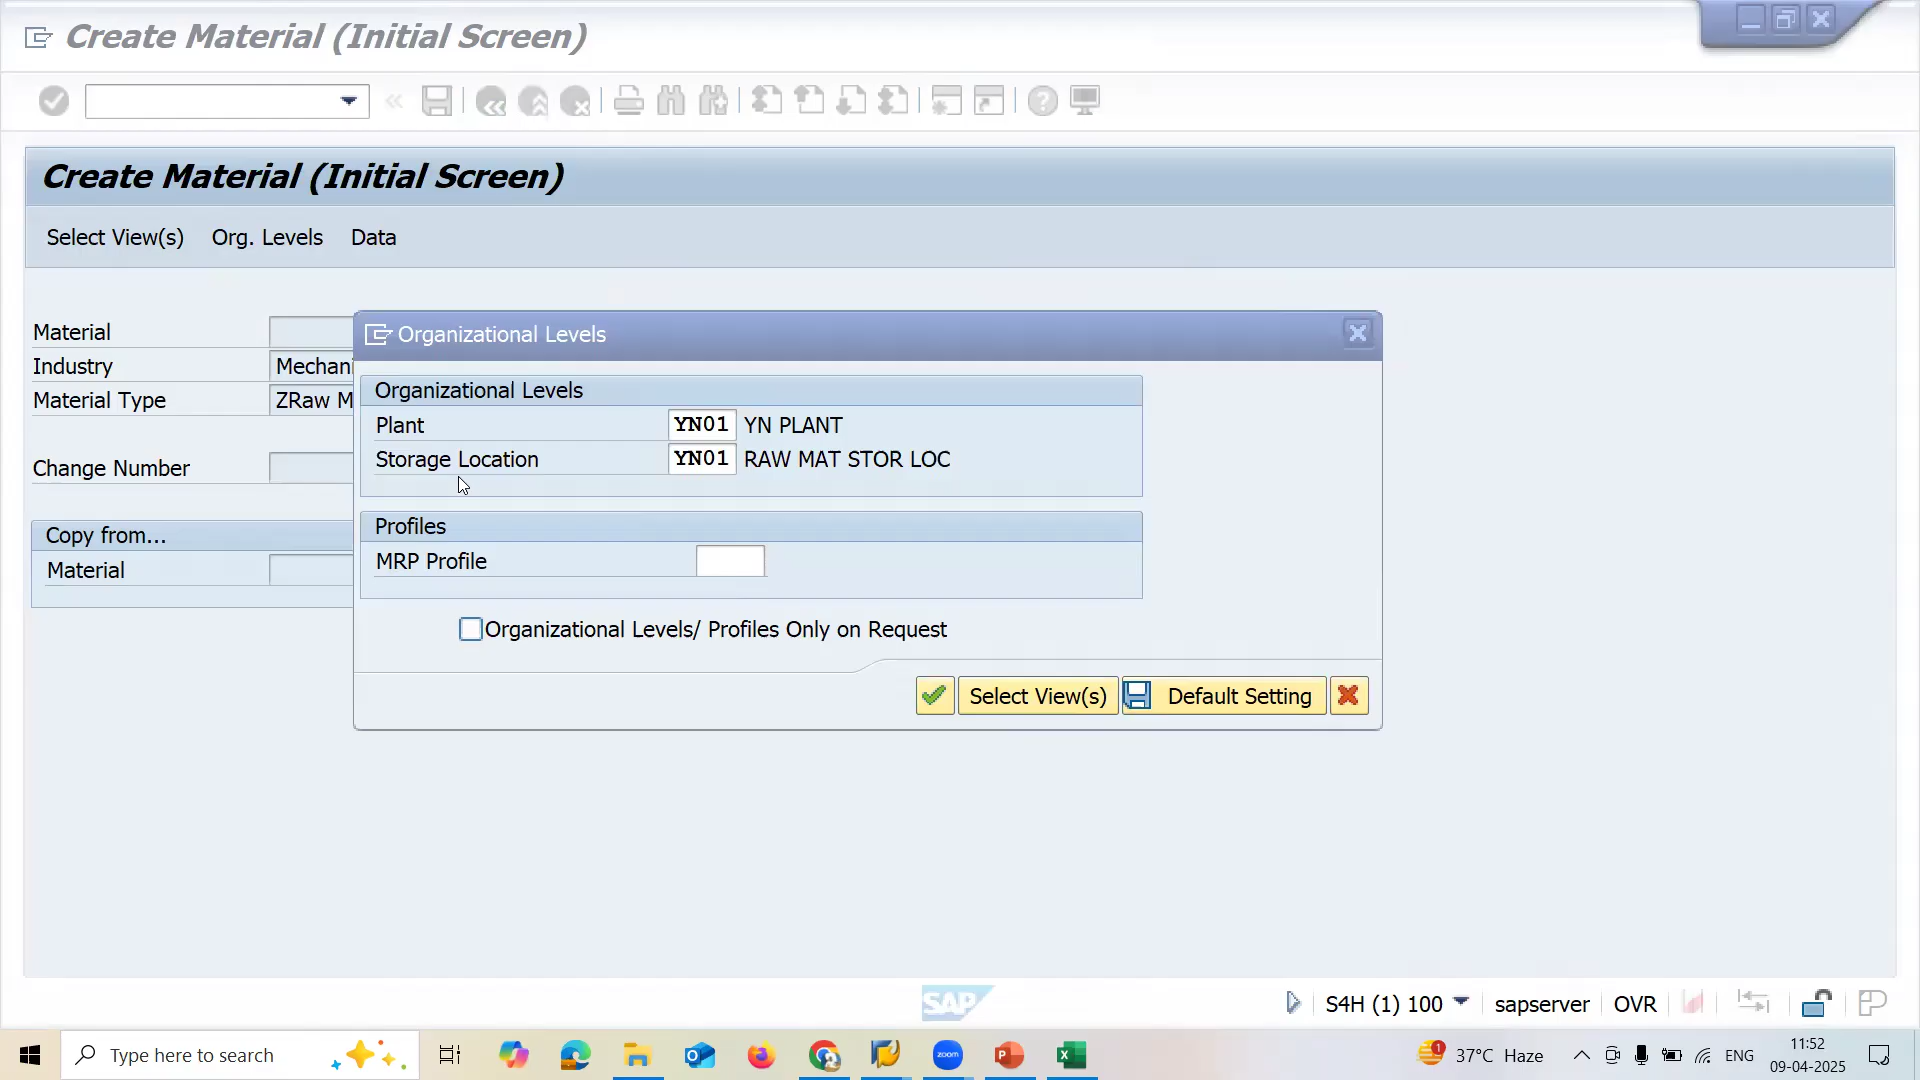 Create Material (Initial Screen)
Create Material (Initial Screen)
Select View(s) Org. Levels Data
Material
Industry Mechani
Material Type ZRaw M
Change Number
Copy from...
Material
Organizational Levels
Organizational Levels
Plant YN01 YN PLANT
Storage Location YN01 RAW MAT STOR LOC
Profiles
MRP Profile
Organizational Levels/ Profiles Only on Request
Select View(s) Default Setting
SAP
S4H (1) 100 sapserver OVR
Type here to search
zoom
1
37°C Haze
ENG
11:52
09-04-2025